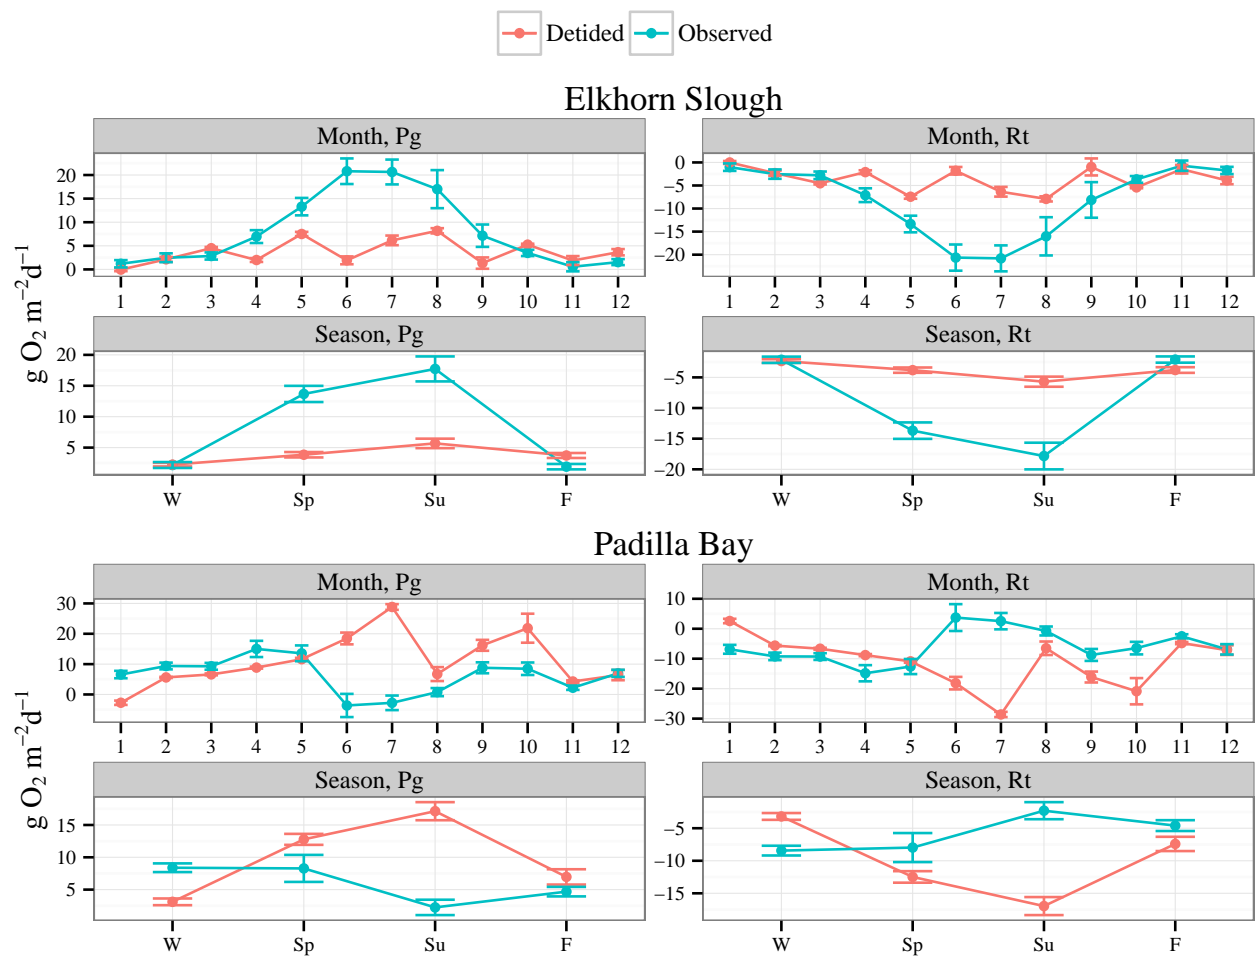 Detided Observed
Elkhorn Slough
g O₂ m⁻²d⁻¹
Month, Pg
20
15
10
5
0
1 2 3 4 5 6 7 8 9 10 11 12
Month, Rt
0
−5
−10
−15
−20
1 2 3 4 5 6 7 8 9 10 11 12
Season, Pg
20
15
10
5
W Sp Su F
Season, Rt
−5
−10
−15
−20
W Sp Su F
Padilla Bay
g O₂ m⁻²d⁻¹
Month, Pg
30
20
10
0
1 2 3 4 5 6 7 8 9 10 11 12
Month, Rt
10
0
−10
−20
−30
1 2 3 4 5 6 7 8 9 10 11 12
Season, Pg
15
10
5
W Sp Su F
Season, Rt
−5
−10
−15
W Sp Su F